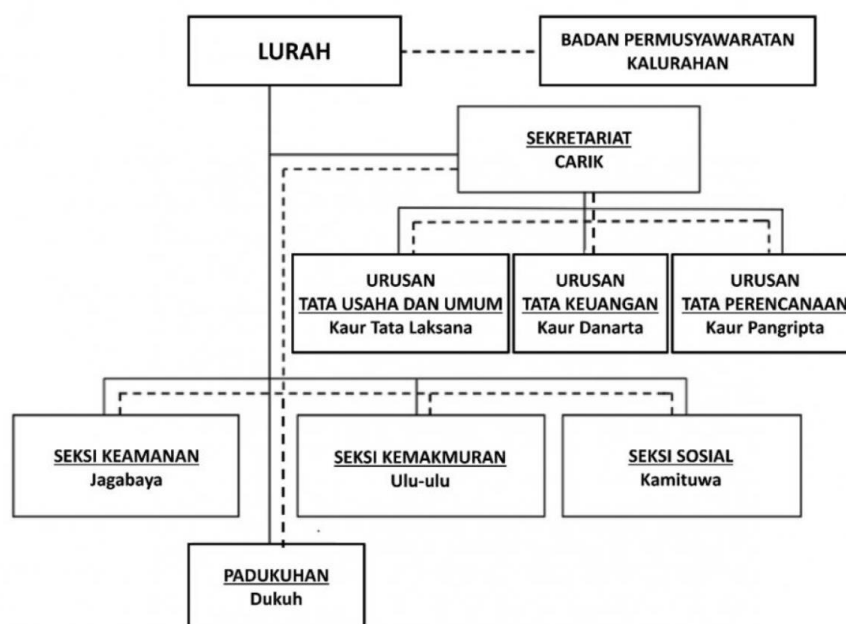 LURAH
BADAN PERMUSYAWARATAN
KALURAHAN
SEKRETARIAT
CARIK
URUSAN
TATA USAHA DAN UMUM
Kaur Tata Laksana
URUSAN
TATA KEUANGAN
Kaur Danarta
URUSAN
TATA PERENCANAAN
Kaur Pangripta
SEKSI KEAMANAN
Jagabaya
SEKSI KEMAKMURAN
Ulu-ulu
SEKSI SOSIAL
Kamituwa
PADUKUHAN
Dukuh